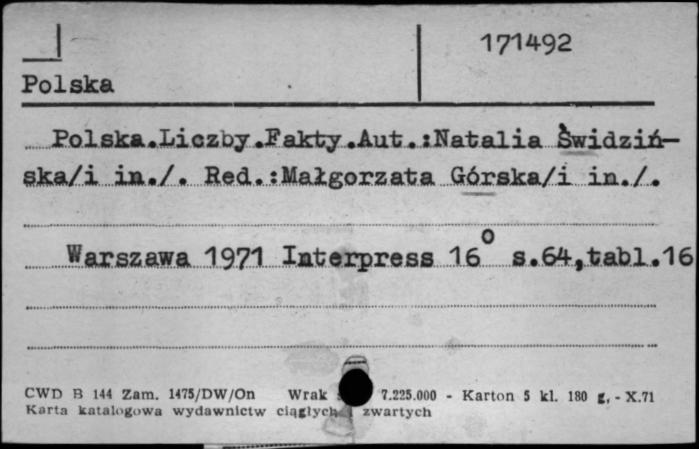 171492
Polska
Polska.Liczby.Fakty.Aut.:Natalia Świdziń-
ska/i in./. Red.:Małgorzata Górska/i in./.
Warszawa 1971 Interpress 16° s.64,tabl.16
CWD B 144 Zam. 1475/DW/On Wrak 7.225.000 - Karton 5 kl. 180 g, - X.71
Karta katalogowa wydawnictw ciągłych i zwartych